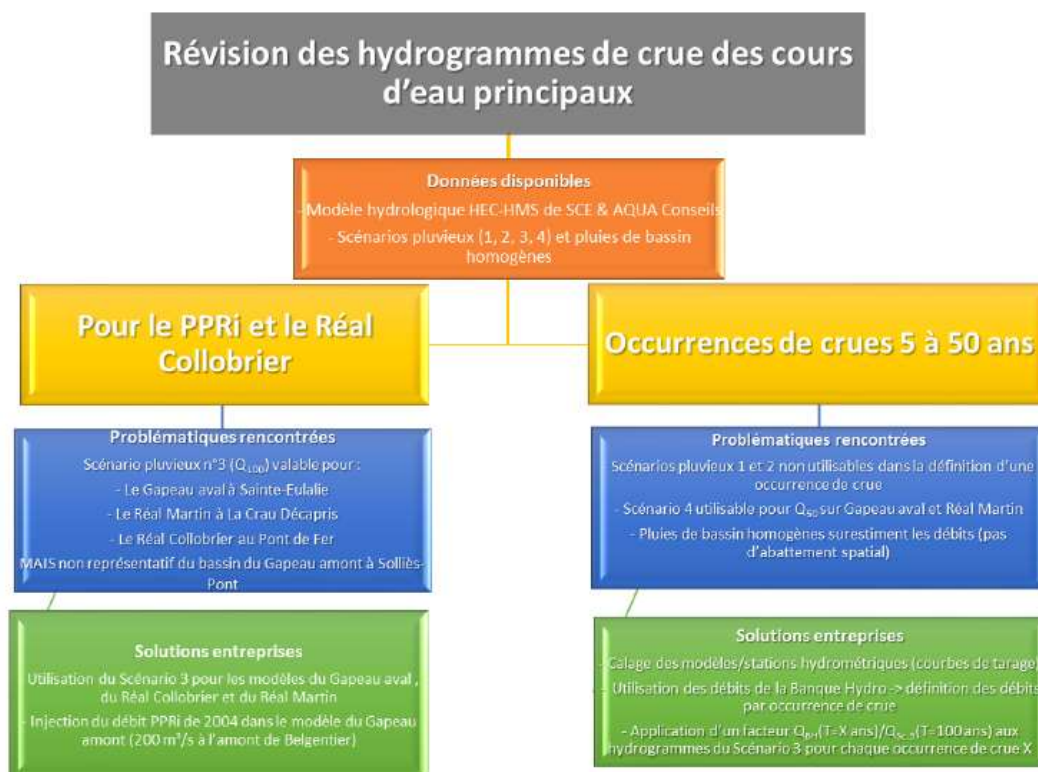 Révision des hydrogrammes de crue des cours
d'eau principaux
Données disponibles
- Modèle hydrologique HEC-HMS de SCE & AQUA Conseils
- Scénarios pluvieux (1, 2, 3, 4) et pluies de bassin
homogènes
Pour le PPRi et le Réal
Collobrier
Problématiques rencontrées
Scénario pluvieux n°3 (Q100) valable pour :
- Le Gapeau aval à Sainte-Eulalie
- Le Réal Martin à La Crau Décapris
- Le Réal Collobrier au Pont de Fer
MAIS non représentatif du bassin du Gapeau amont à Solliès-
Pont
Solutions entreprises
Utilisation du Scénario 3 pour les modèles du Gapeau aval ,
du Réal Collobrier et du Réal Martin
- Injection du débit PPRi de 2004 dans le modèle du Gapeau
amont (200 m³/s à l'amont de Belgentier)
Occurrences de crues 5 à 50 ans
Problématiques rencontrées
Scénarios pluvieux 1 et 2 non utilisables dans la définition d'une
occurrence de crue
- Scénario 4 utilisable pour Q50 sur Gapeau aval et Réal Martin
- Pluies de bassin homogènes surestiment les débits (pas
d'abattement spatial)
Solutions entreprises
- Calage des modèles/stations hydrométriques (courbes de tarage)
- Utilisation des débits de la Banque Hydro -> définition des débits
par occurrence de crue
- Application d'un facteur QBH(T=X ans)/QSc.3(T=100 ans) aux
hydrogrammes du Scénario 3 pour chaque occurrence de crue X